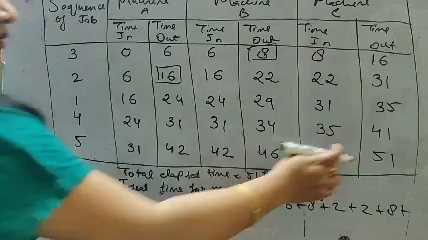 Sequence Machine Machine Machine
of Job A B C
Time In Time Out Time In Time Out Time In Time Out
3 0 6 6 8 8 16
2 6 16 16 22 22 31
1 16 24 24 29 31 35
4 24 31 31 34 35 41
5 31 42 42 46 51
Total elapsed time =
time for
+ 2 + 2 + 8 +